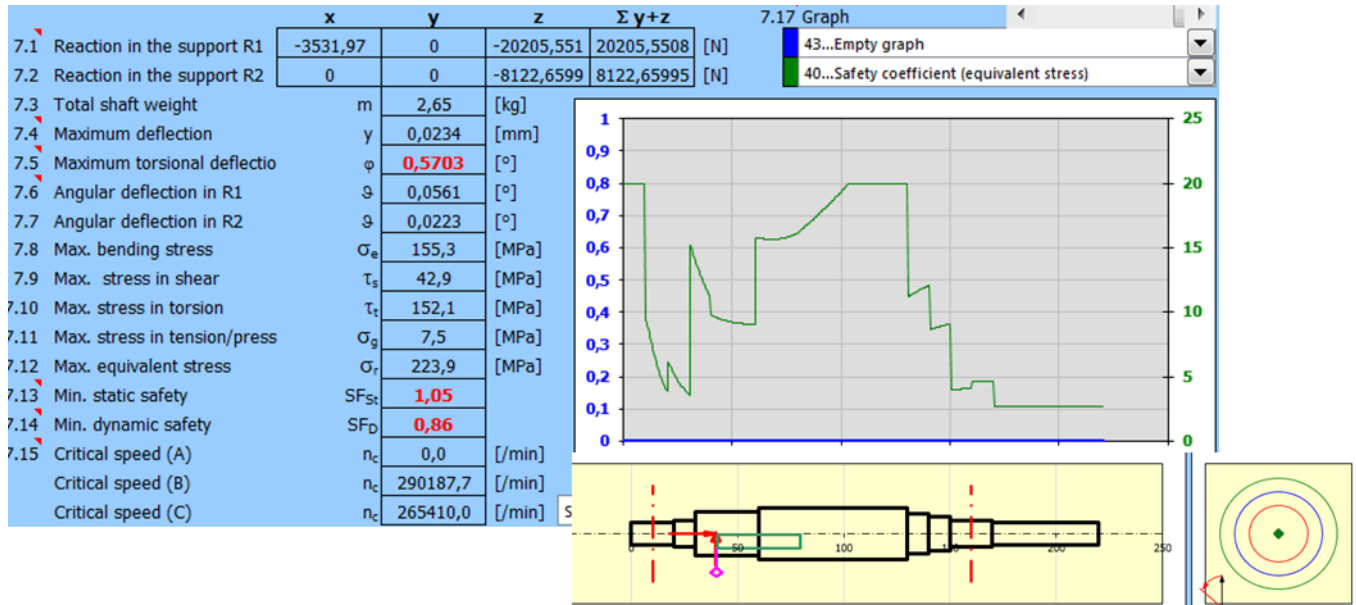 x y z Σ y+z 7.17 Graph
7.1 Reaction in the support R1 -3531,97 0 -20205,551 20205,5508 [N] 43...Empty graph
7.2 Reaction in the support R2 0 0 -8122,6599 8122,65995 [N] 40...Safety coefficient (equivalent stress)
7.3 Total shaft weight m 2,65 [kg]
7.4 Maximum deflection y 0,0234 [mm]
7.5 Maximum torsional deflectio φ 0,5703 [°]
7.6 Angular deflection in R1 ϑ 0,0561 [°]
7.7 Angular deflection in R2 ϑ 0,0223 [°]
7.8 Max. bending stress σe 155,3 [MPa]
7.9 Max. stress in shear τs 42,9 [MPa]
7.10 Max. stress in torsion τt 152,1 [MPa]
7.11 Max. stress in tension/press σg 7,5 [MPa]
7.12 Max. equivalent stress σr 223,9 [MPa]
7.13 Min. static safety SFSt 1,05
7.14 Min. dynamic safety SFD 0,86
7.15 Critical speed (A) nc 0,0 [/min]
Critical speed (B) nc 290187,7 [/min]
Critical speed (C) nc 265410,0 [/min] S
1 25
0,9
0,8 20
0,7
0,6 15
0,5
0,4 10
0,3
0,2 5
0,1
0 0
0 50 100 150 200 250